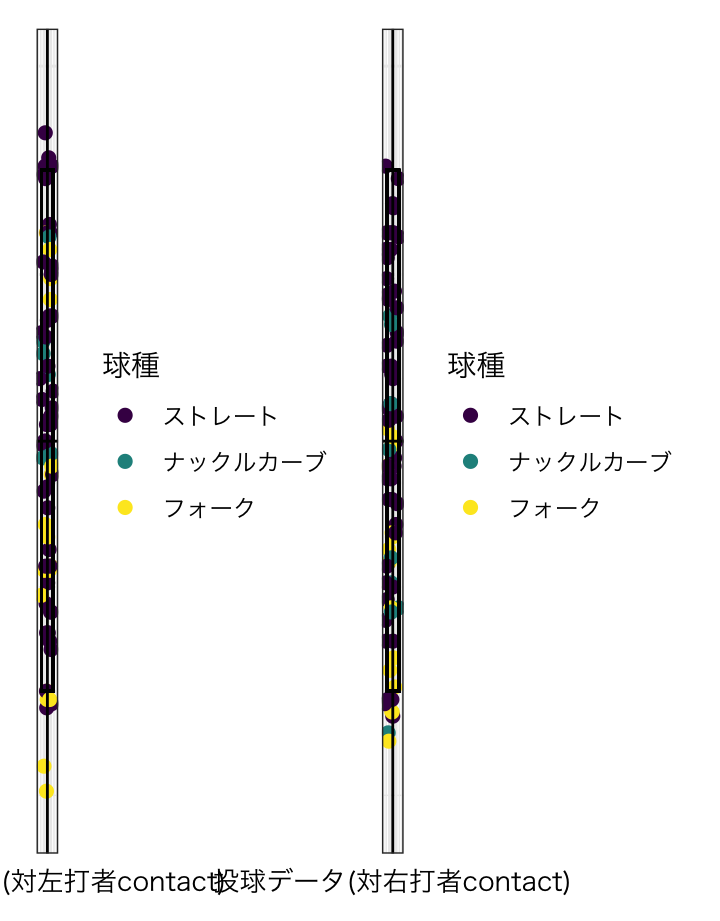 球種
ストレート
ナックルカーブ
フォーク
球種
ストレート
ナックルカーブ
フォーク
(対左打者contact)
投球データ(対右打者contact)